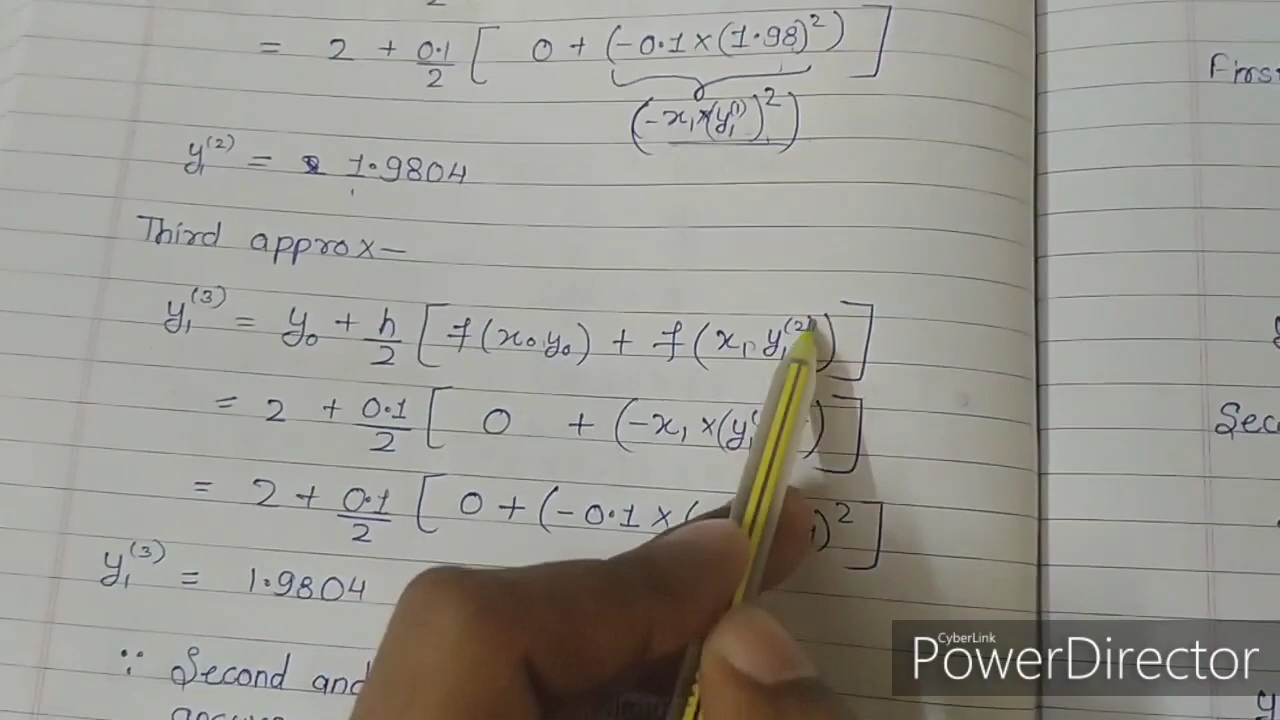 = 2 + 0.1/2 [ 0 + (-0.1×(1.98)²) ]
(-x₁×(y₁⁽¹⁾)²)
y₁⁽²⁾ = 1.9804
Third approx-
y₁⁽³⁾ = y₀ + h/2 [ f(x₀,y₀) + f(x₁,y₁⁽²⁾) ]
= 2 + 0.1/2 [ 0 + (-x₁×(y₁ ) ]
= 2 + 0.1/2 [ 0 + (-0.1×( )² ]
y₁⁽³⁾ = 1.9804
∵ Second and
First
Sec
y
CyberLink
PowerDirector